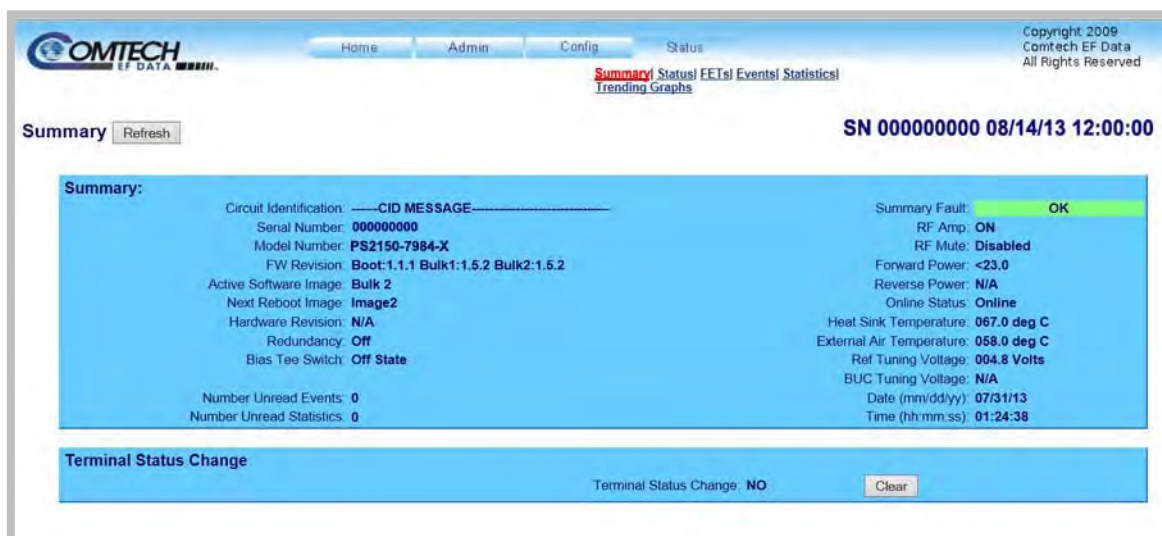 COMTECH
EF DATA
Home Admin Config Status
Copyright 2009
Comtech EF Data
All Rights Reserved
Summary| Status| FETs| Events| Statistics|
Trending Graphs
Summary Refresh
SN 000000000 08/14/13 12:00:00
Summary:
Circuit Identification: ------CID MESSAGE-------------------------------
Serial Number: 000000000
Model Number: PS2150-7984-X
FW Revision: Boot:1.1.1 Bulk1:1.5.2 Bulk2:1.5.2
Active Software Image: Bulk 2
Next Reboot Image: Image2
Hardware Revision: N/A
Redundancy: Off
Bias Tee Switch: Off State
Number Unread Events: 0
Number Unread Statistics: 0
Summary Fault: OK
RF Amp: ON
RF Mute: Disabled
Forward Power: <23.0
Reverse Power: N/A
Online Status: Online
Heat Sink Temperature: 067.0 deg C
External Air Temperature: 058.0 deg C
Ref Tuning Voltage: 004.8 Volts
BUC Tuning Voltage: N/A
Date (mm/dd/yy): 07/31/13
Time (hh:mm:ss): 01:24:38
Terminal Status Change
Terminal Status Change: NO Clear